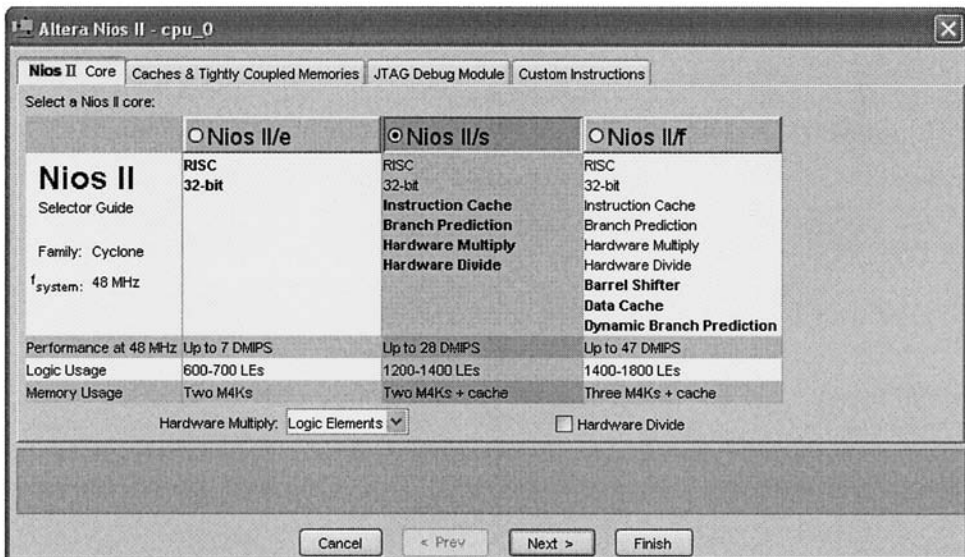 Altera Nios II - cpu_0
Nios II Core
Caches & Tightly Coupled Memories
JTAG Debug Module
Custom Instructions
Select a Nios II core:
Nios II
Selector Guide
Family: Cyclone
fsystem: 48 MHz
Nios II/e
RISC
32-bit
Nios II/s
RISC
32-bit
Instruction Cache
Branch Prediction
Hardware Multiply
Hardware Divide
Nios II/f
RISC
32-bit
Instruction Cache
Branch Prediction
Hardware Multiply
Hardware Divide
Barrel Shifter
Data Cache
Dynamic Branch Prediction
Performance at 48 MHz Up to 7 DMIPS Up to 28 DMIPS Up to 47 DMIPS
Logic Usage 600-700 LEs 1200-1400 LEs 1400-1800 LEs
Memory Usage Two M4Ks Two M4Ks + cache Three M4Ks + cache
Hardware Multiply: Logic Elements
Hardware Divide
Cancel
< Prev
Next >
Finish